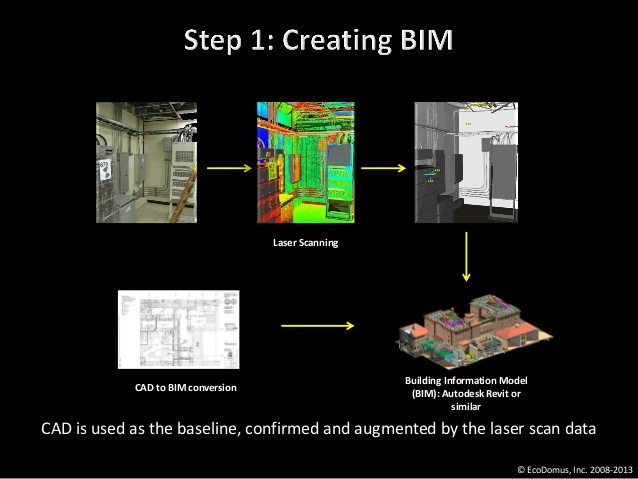 Step 1: Creating BIM
Laser Scanning
CAD to BIM conversion
Building Information Model
(BIM): Autodesk Revit or
similar
CAD is used as the baseline, confirmed and augmented by the laser scan data
© EcoDomus, Inc. 2008-2013